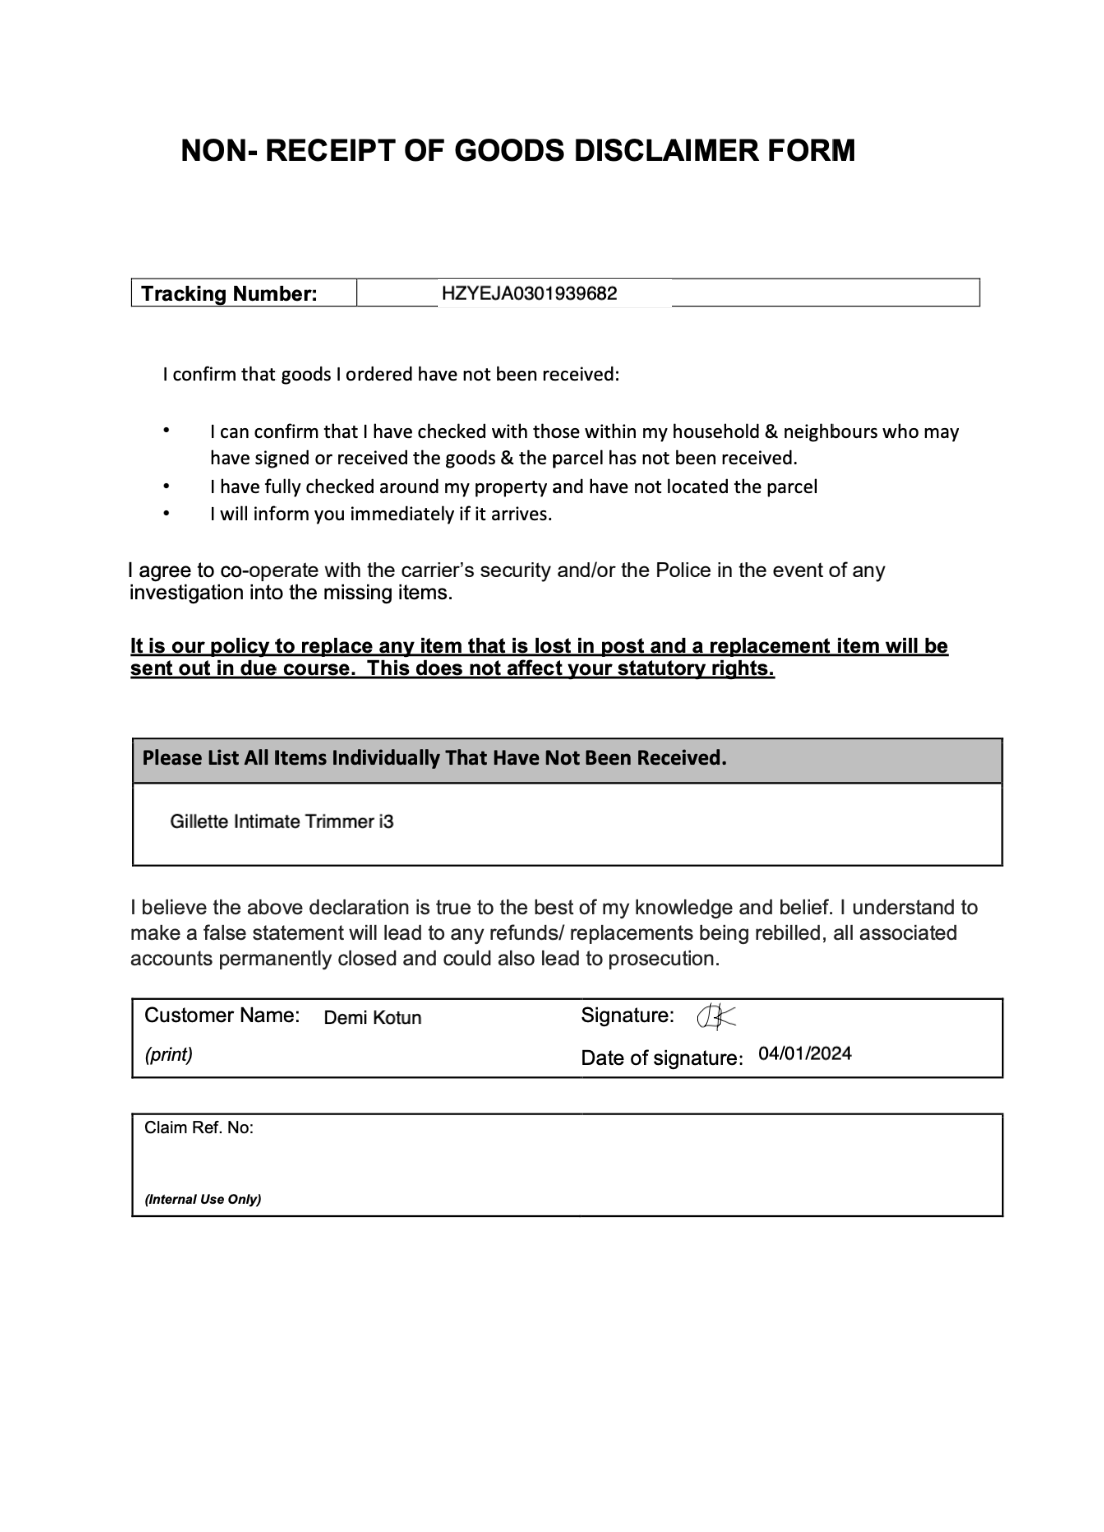 NON- RECEIPT OF GOODS DISCLAIMER FORM
Tracking Number: HZYEJA0301939682
I confirm that goods I ordered have not been received:
• I can confirm that I have checked with those within my household & neighbours who may
have signed or received the goods & the parcel has not been received.
• I have fully checked around my property and have not located the parcel
• I will inform you immediately if it arrives.
I agree to co-operate with the carrier's security and/or the Police in the event of any
investigation into the missing items.
It is our policy to replace any item that is lost in post and a replacement item will be
sent out in due course. This does not affect your statutory rights.
Please List All Items Individually That Have Not Been Received.
Gillette Intimate Trimmer i3
I believe the above declaration is true to the best of my knowledge and belief. I understand to
make a false statement will lead to any refunds/ replacements being rebilled, all associated
accounts permanently closed and could also lead to prosecution.
Customer Name: Demi Kotun Signature:
(print) Date of signature: 04/01/2024
Claim Ref. No:
(Internal Use Only)